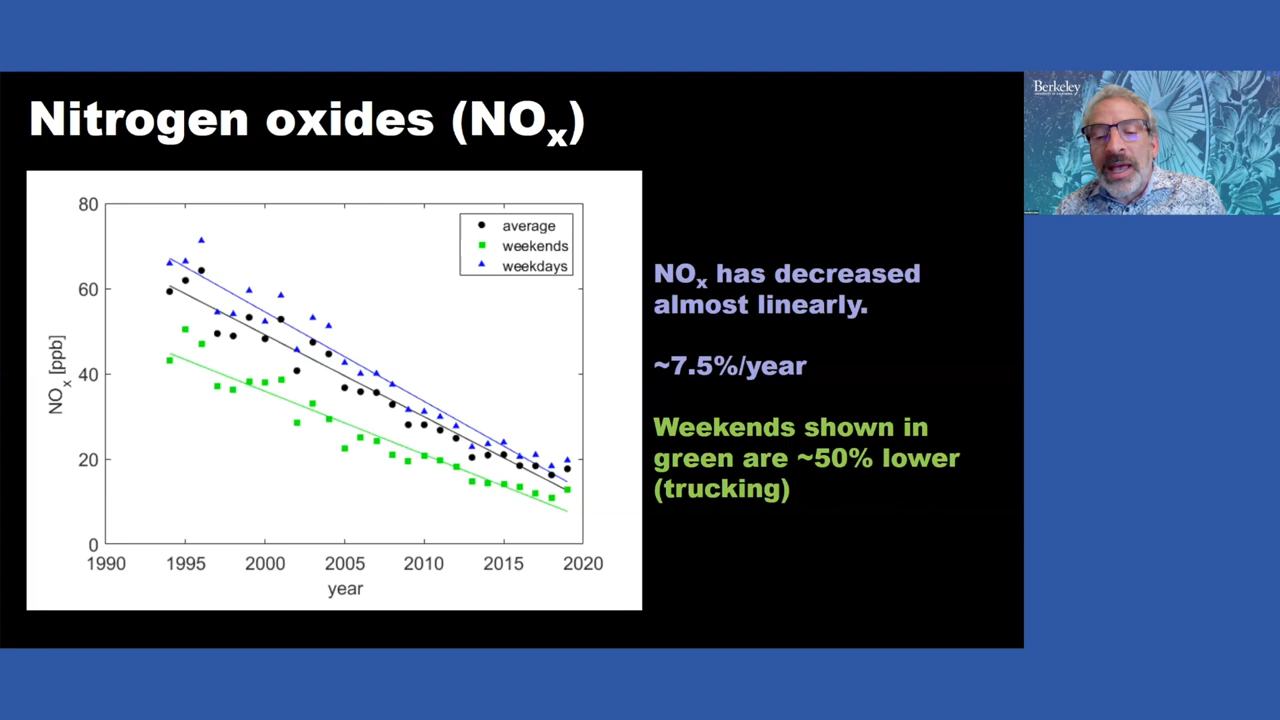 Nitrogen oxides (NOx)
Berkeley
80
60
40
20
0
NOx [ppb]
1990
1995
2000
2005
2010
2015
2020
year
average
weekends
weekdays
NOx has decreased
almost linearly.
~7.5%/year
Weekends shown in
green are ~50% lower
(trucking)